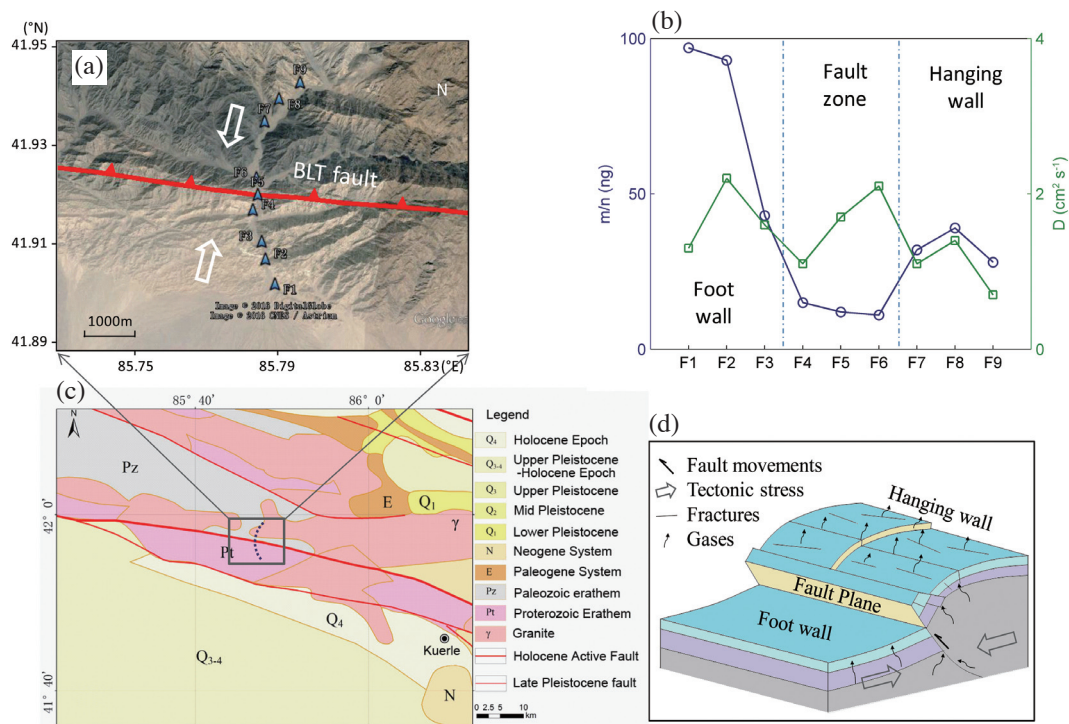 (a)
(°N)
41.95
41.93
41.91
41.89
F9
F8
N
F7
F6
F5
BLT fault
F4
F3
F2
F1
Image © 2016 DigitalGlobe
Image © 2016 CNES / Astrium
Google
1000m
85.75
85.79
85.83 (°E)
(b)
100
50
0
m/n (ng)
4
2
0
D (cm² s⁻¹)
Fault
zone
Hanging
wall
Foot
wall
F1 F2 F3 F4 F5 F6 F7 F8 F9
(c)
85° 40'
86° 0'
N
Pz
E
Q₁
γ
Pt
Q₄
Q₃₋₄
Kuerle
N
42° 0'
41° 40'
Legend
Q₄ Holocene Epoch
Q₃₋₄ Upper Pleistocene
-Holocene Epoch
Q₃ Upper Pleistocene
Q₂ Mid Pleistocene
Q₁ Lower Pleistocene
N Neogene System
E Paleogene System
Pz Paleozoic erathem
Pt Proterozoic Erathem
γ Granite
Holocene Active Fault
Late Pleistocene fault
0 2.5 5 10
km
(d)
Fault movements
Tectonic stress
Fractures
Gases
Hanging wall
Fault Plane
Foot wall